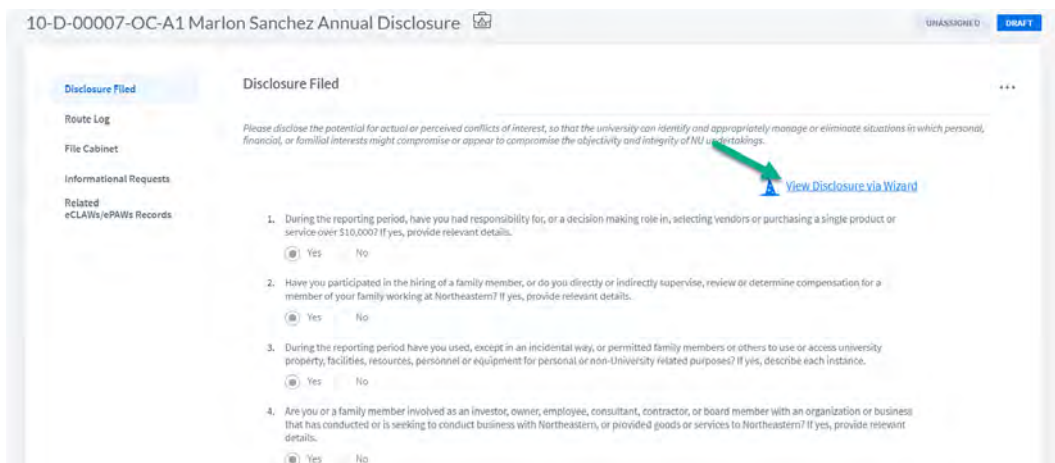 10-D-00007-OC-A1 Marlon Sanchez Annual Disclosure
UNASSIGNED
DRAFT
Disclosure Filed
Route Log
File Cabinet
Informational Requests
Related
eCLAWs/ePAWs Records
Disclosure Filed
Please disclose the potential for actual or perceived conflicts of interest, so that the university can identify and appropriately manage or eliminate situations in which personal,
financial, or familial interests might compromise or appear to compromise the objectivity and integrity of NU undertakings.
View Disclosure via Wizard
1. During the reporting period, have you had responsibility for, or a decision making role in, selecting vendors or purchasing a single product or
service over $10,000? If yes, provide relevant details.
Yes No
2. Have you participated in the hiring of a family member, or do you directly or indirectly supervise, review or determine compensation for a
member of your family working at Northeastern? If yes, provide relevant details.
Yes No
3. During the reporting period have you used, except in an incidental way, or permitted family members or others to use or access university
property, facilities, resources, personnel or equipment for personal or non-University related purposes? If yes, describe each instance.
Yes No
4. Are you or a family member involved as an investor, owner, employee, consultant, contractor, or board member with an organization or business
that has conducted or is seeking to conduct business with Northeastern, or provided goods or services to Northeastern? If yes, provide relevant
details.
Yes No